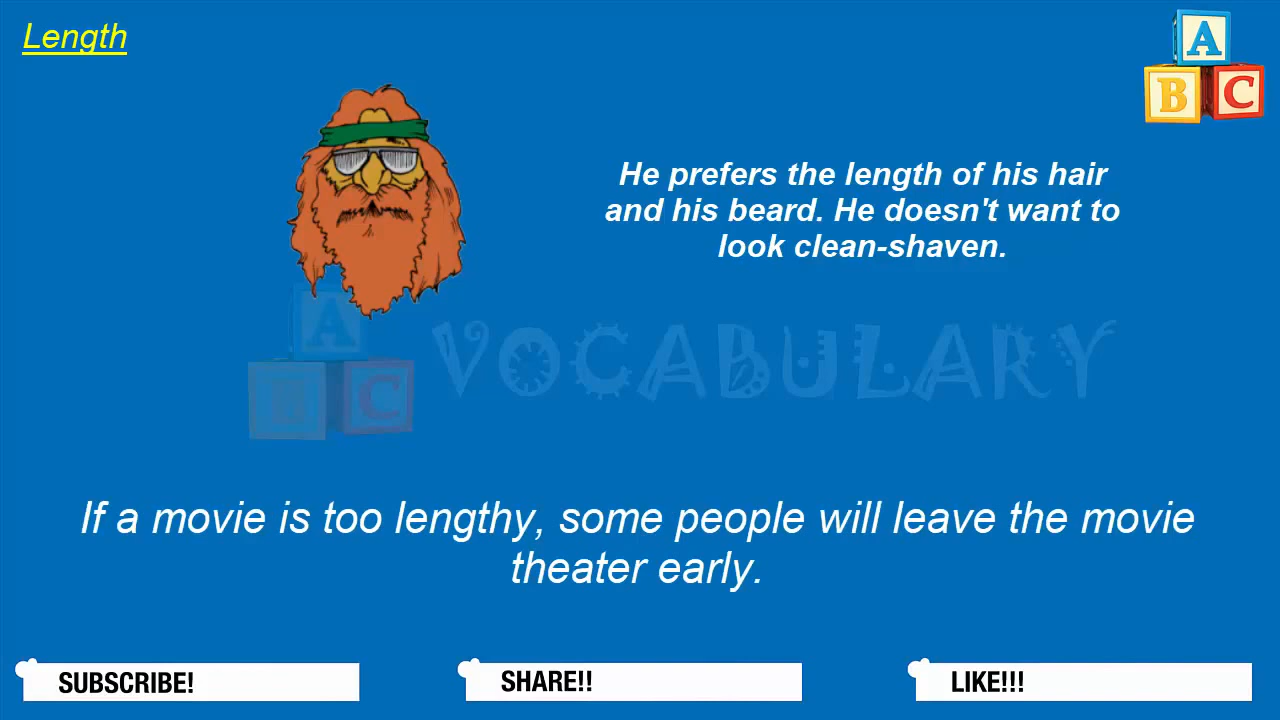 Length
A
B C
He prefers the length of his hair
and his beard. He doesn't want to
look clean-shaven.
A
B C
VOCABULARY
If a movie is too lengthy, some people will leave the movie
theater early.
SUBSCRIBE!
SHARE!!
LIKE!!!